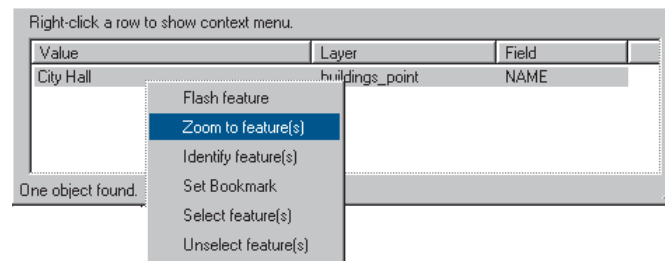 Right-click a row to show context menu.
Value Layer Field
City Hall buildings_point NAME
Flash feature
Zoom to feature(s)
Identify feature(s)
One object found. Set Bookmark
Select feature(s)
Unselect feature(s)